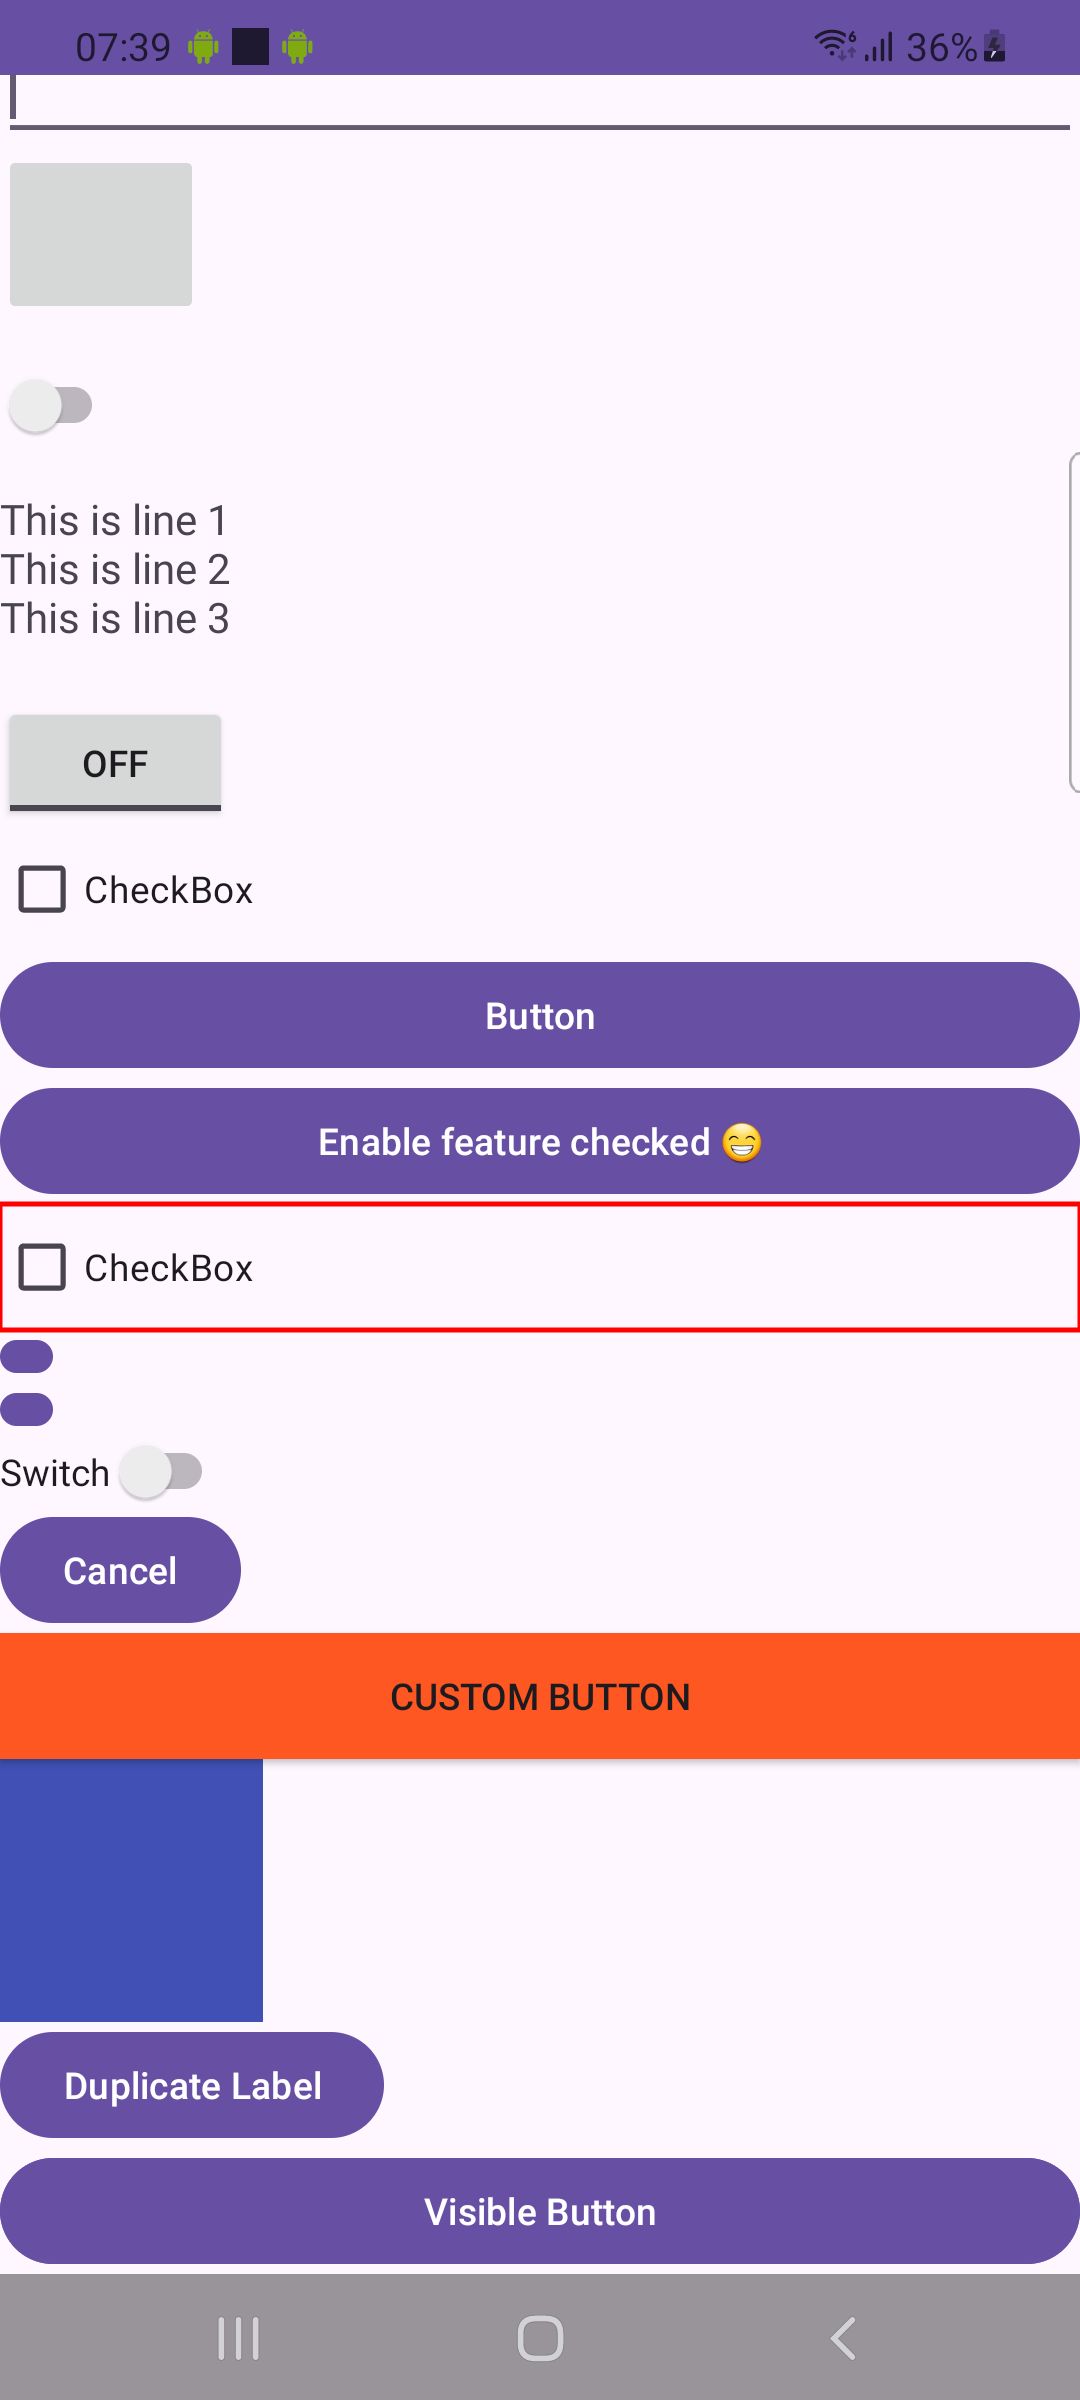 07:39 36%
This is line 1
This is line 2
This is line 3
OFF
CheckBox
Button
Enable feature checked 😁
CheckBox
Switch
Cancel
CUSTOM BUTTON
Duplicate Label
Visible Button